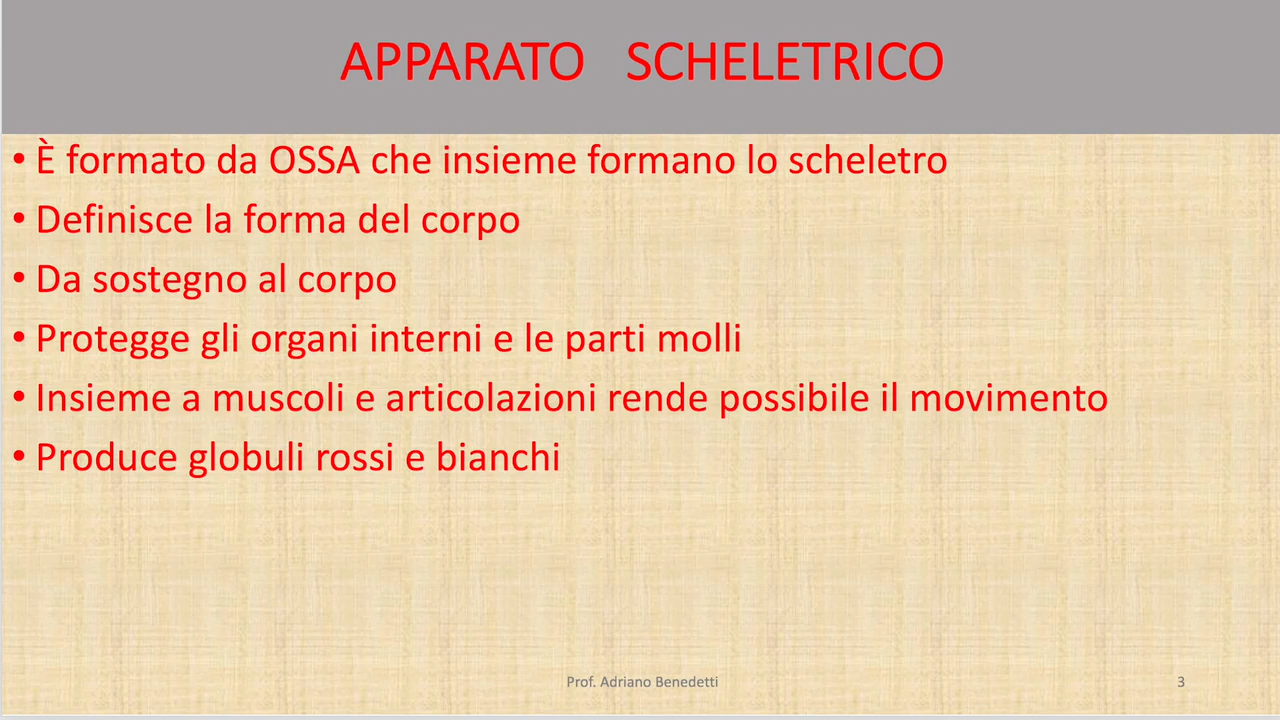 APPARATO SCHELETRICO
• È formato da OSSA che insieme formano lo scheletro
• Definisce la forma del corpo
• Da sostegno al corpo
• Protegge gli organi interni e le parti molli
• Insieme a muscoli e articolazioni rende possibile il movimento
• Produce globuli rossi e bianchi
Prof. Adriano Benedetti 3